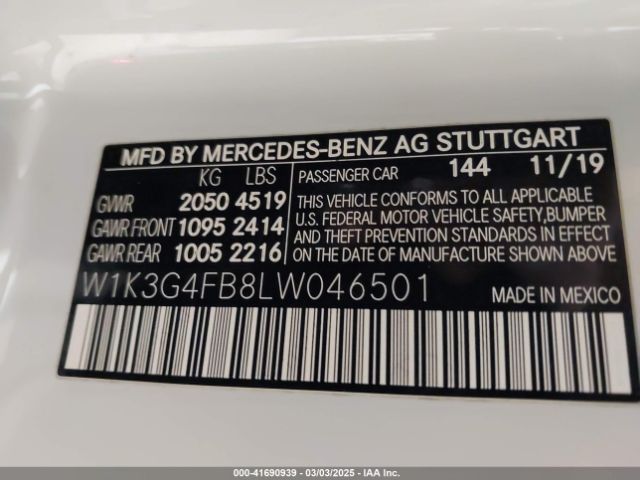 MFD BY MERCEDES-BENZ AG STUTTGART
KG LBS
GVWR 2050 4519
GAWR FRONT 1095 2414
GAWR REAR 1005 2216
PASSENGER CAR 144 11/19
THIS VEHICLE CONFORMS TO ALL APPLICABLE
U.S. FEDERAL MOTOR VEHICLE SAFETY, BUMPER
AND THEFT PREVENTION STANDARDS IN EFFECT
ON THE DATE OF MANUFACTURE SHOWN ABOVE.
W1K3G4FB8LW046501 MADE IN MEXICO
000-41690939 - 03/03/2025 - IAA Inc.